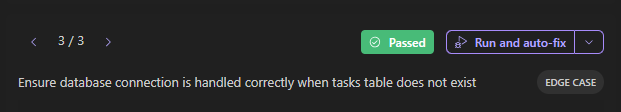 3 / 3
Passed
Run and auto-fix
Ensure database connection is handled correctly when tasks table does not exist
EDGE CASE